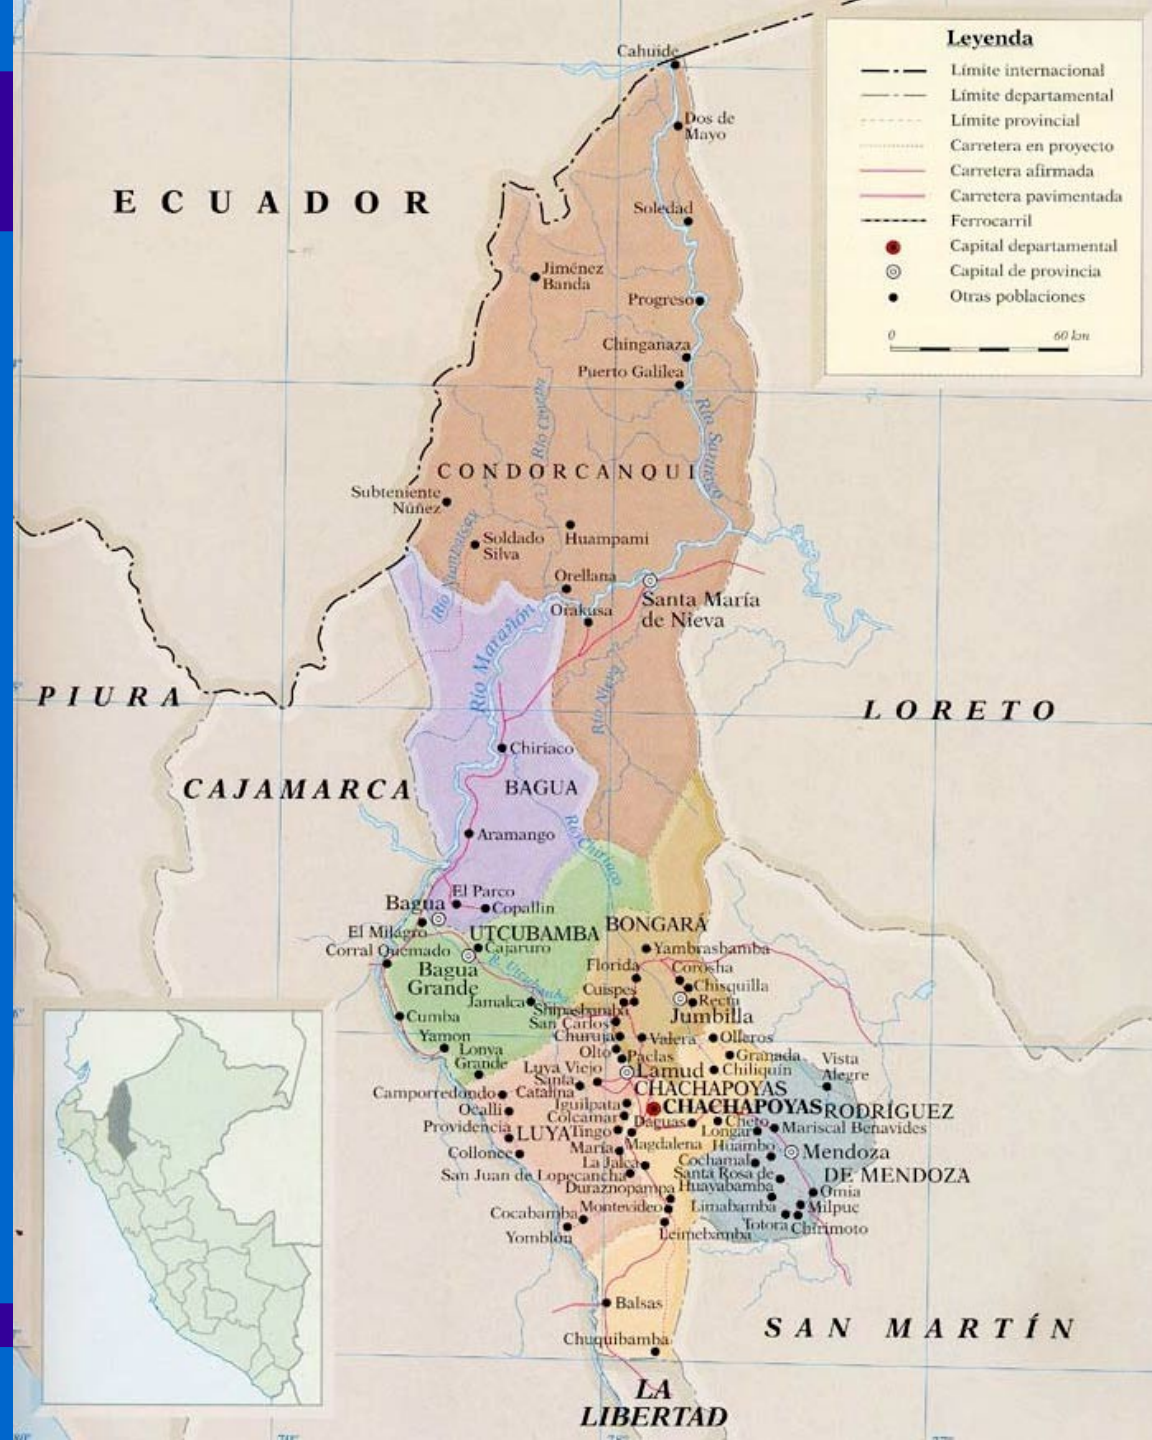 Leyenda
Límite internacional
Límite departamental
Límite provincial
Carretera en proyecto
Carretera afirmada
Carretera pavimentada
Ferrocarril
Capital departamental
Capital de provincia
Otras poblaciones
0 60 km
Cahuide
Dos de
Mayo
ECUADOR
Soledad
Jiménez
Banda
Progreso
Chinganaza
Puerto Galilea
Río Cenepa
Río Santiago
CONDORCANQUI
Subteniente
Núñez
Soldado
Silva
Huampami
Orellana
Orakusa
Santa María
de Nieva
Río Marañón
Río Nieva
PIURA
LORETO
Chiriaco
CAJAMARCA
BAGUA
Aramango
Río Chiriaco
El Parco
Bagua
Copallin
El Milagro
UTCUBAMBA
BONGARÁ
Corral Quemado
Cajaruro
Yambrasbamba
Bagua
Grande
R. Utcubamba
Florida
Corosha
Chisquilla
Cuispes
Recta
Jamalca
Shipasbamba
Jumbilla
Cumba
San Carlos
Yamon
Churuja
Valera
Olleros
Lonya
Grande
Olto
Paclas
Granada
Vista
Alegre
Luya Viejo
Lamud
Chiliquín
Santa
Catalina
CHACHAPOYAS
Camporredondo
Iguilpata
CHACHAPOYAS
RODRÍGUEZ
Ocalli
Colcamar
Daguas
Cheto
Providencia
LUYA
Tingo
Longar
Mariscal Benavides
Magdalena
Huambo
Collonce
María
Mendoza
La Jalca
Cochamal
San Juan de Lopecancha
Santa Rosa de
Huayabamba
DE MENDOZA
Duraznopampa
Omia
Cocabamba
Montevideo
Limabamba
Milpuc
Yomblón
Leimebamba
Totora
Chirimoto
Balsas
SAN MARTÍN
Chuquibamba
LA
LIBERTAD